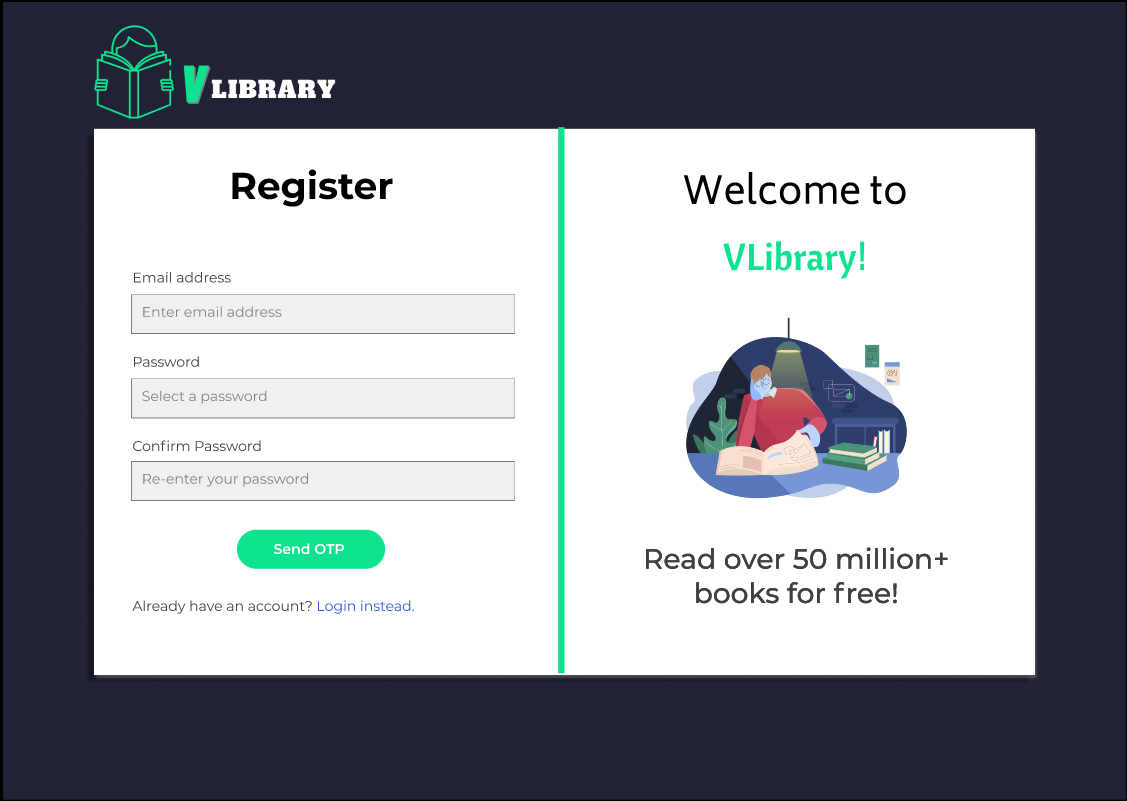 VLIBRARY
Register
Email address
Enter email address
Password
Select a password
Confirm Password
Re-enter your password
Send OTP
Already have an account? Login instead.
Welcome to
VLibrary!
Read over 50 million+
books for free!